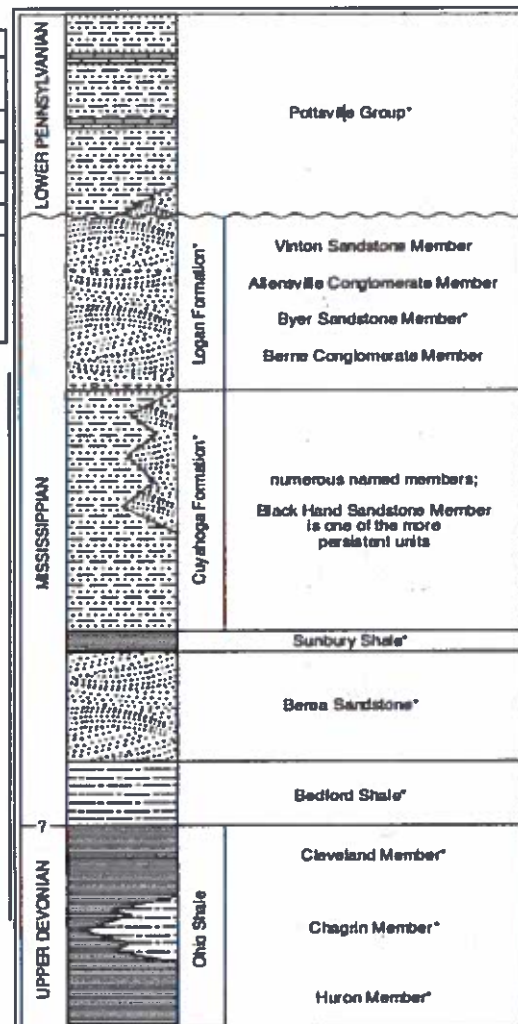 LOWER PENNSYLVANIAN
Pottsville Group*
MISSISSIPPIAN
Logan Formation*
Vinton Sandstone Member
Allensville Conglomerate Member
Byer Sandstone Member*
Berne Conglomerate Member
Cuyahoga Formation*
numerous named members;
Black Hand Sandstone Member
is one of the more
persistent units
Sunbury Shale*
Berea Sandstone*
Bedford Shale*
?
UPPER DEVONIAN
Ohio Shale
Cleveland Member*
Chagrin Member*
Huron Member*